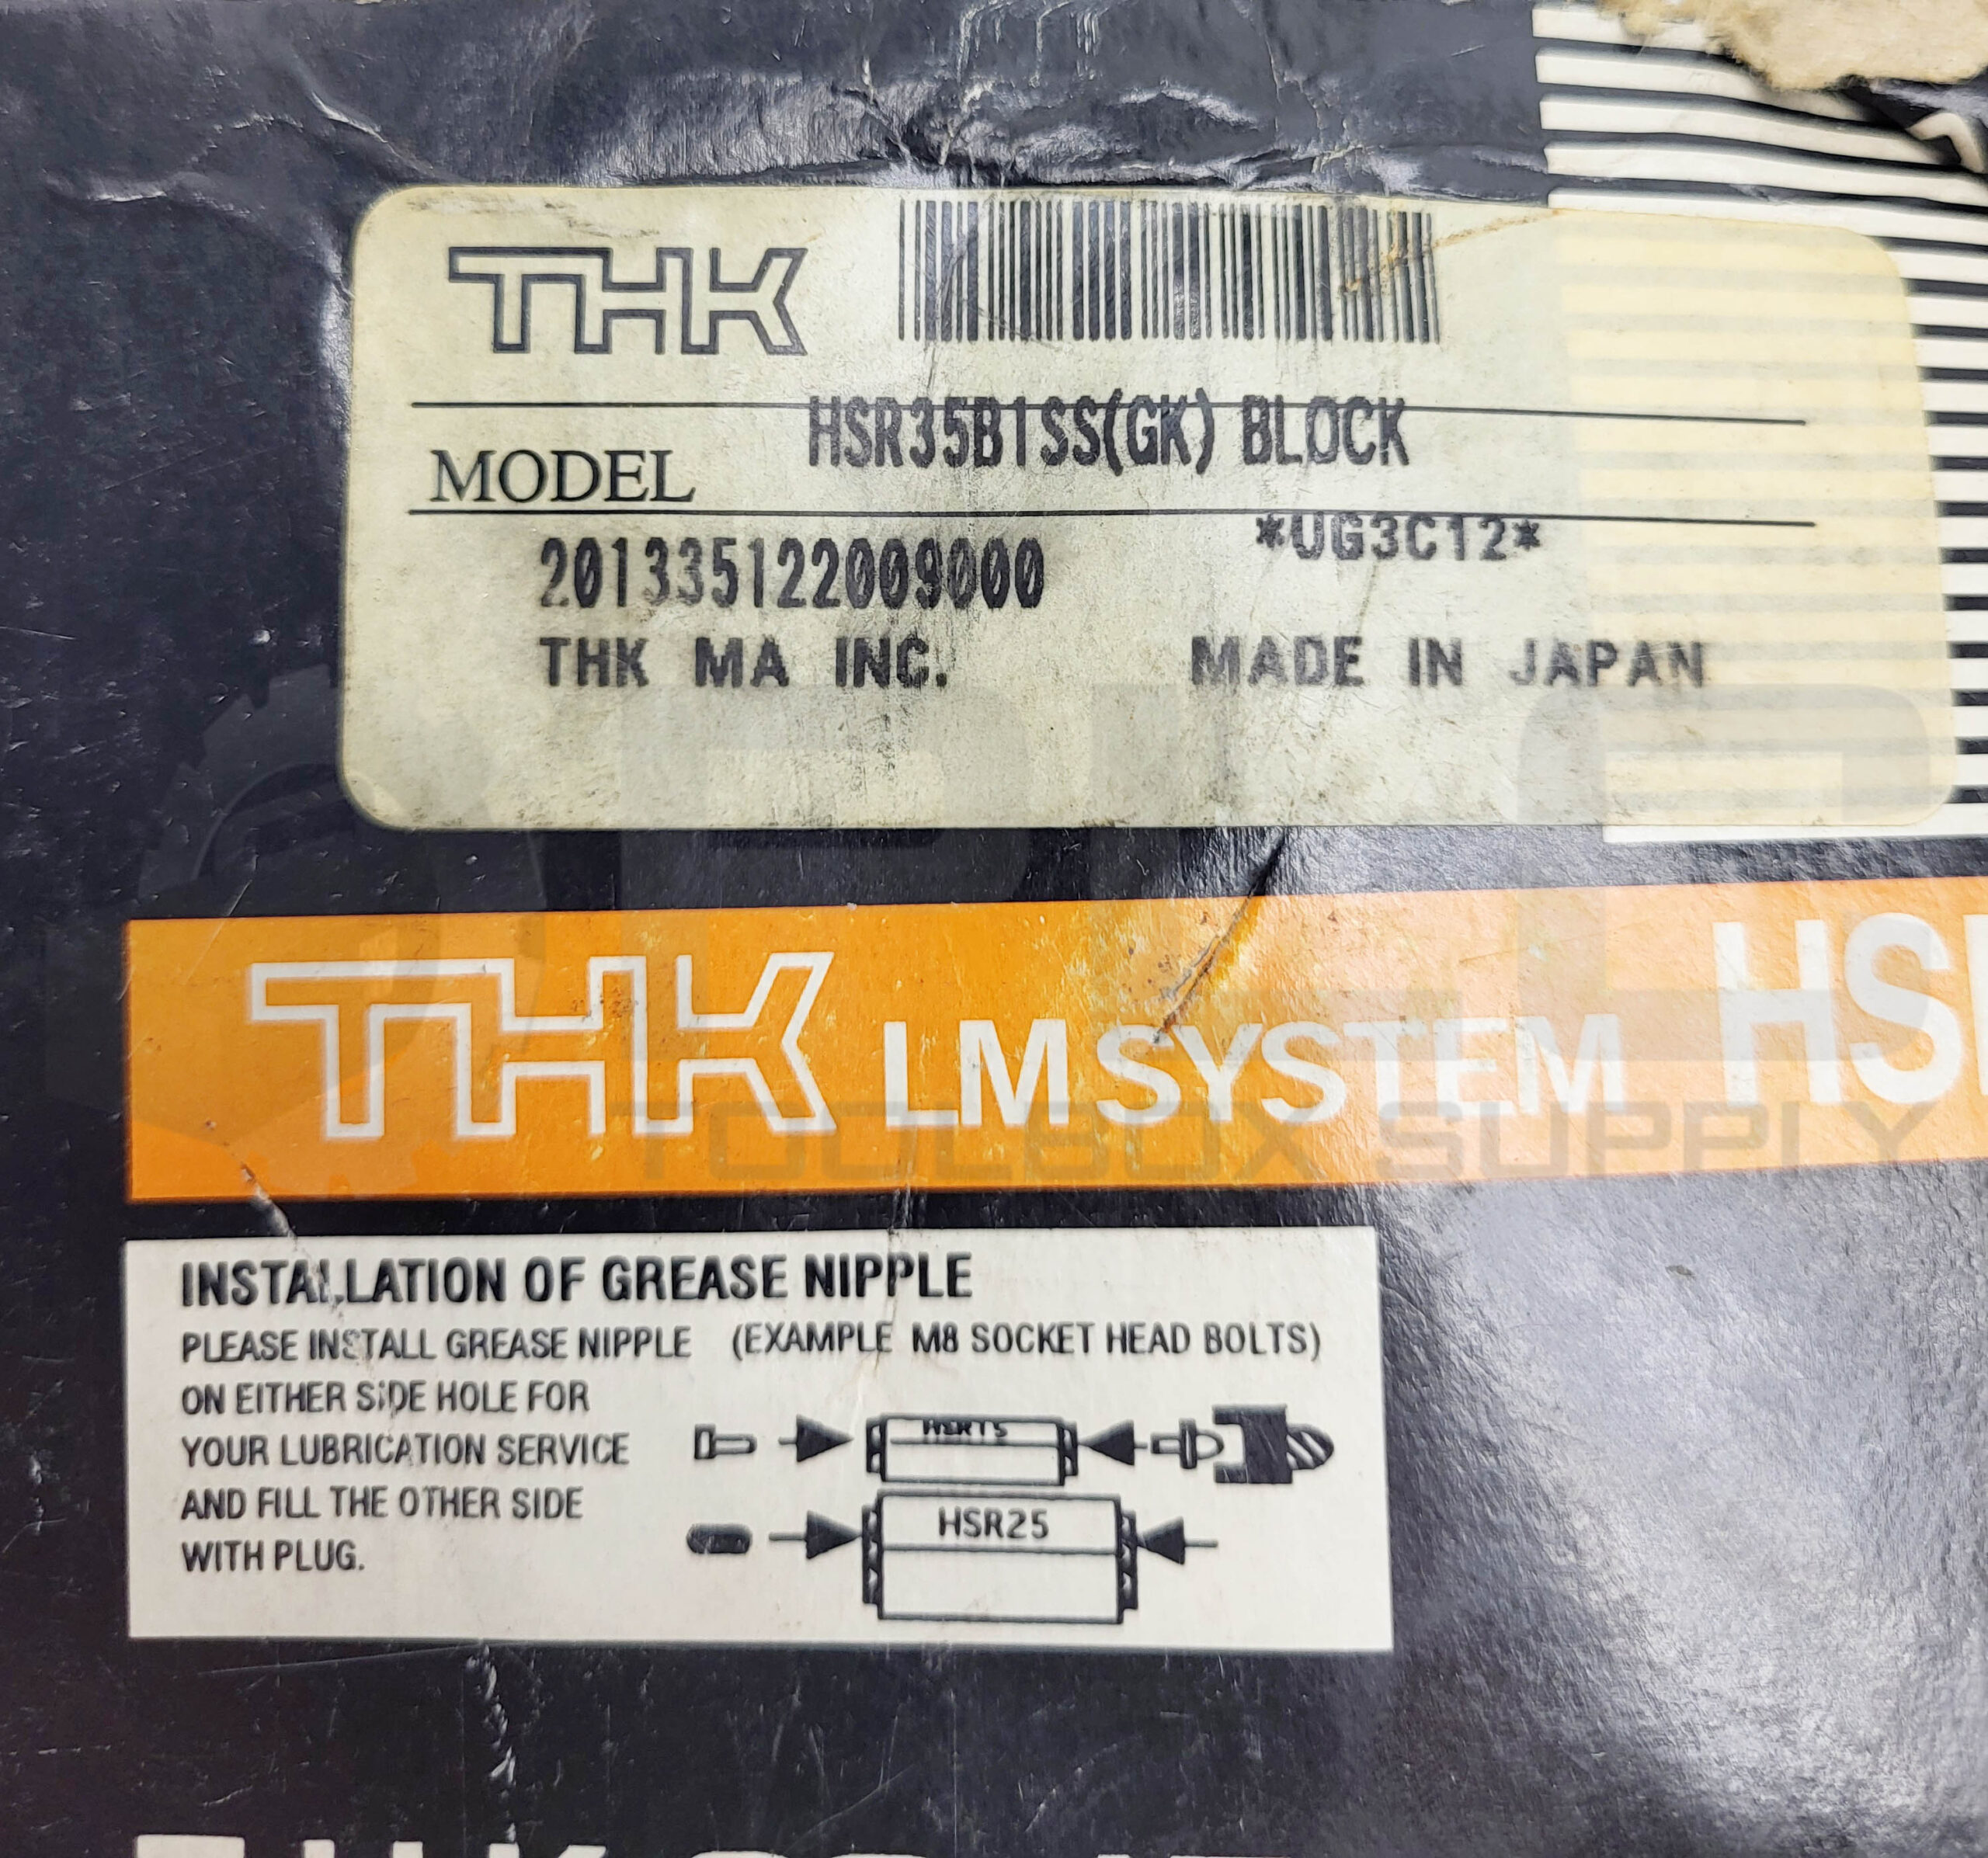 THK
HSR35B1SS(GK) BLOCK
MODEL
*UG3C12*
201335122009000
THK MA INC. MADE IN JAPAN
THK LM SYSTEM
TOOLBOX SUPPLY
INSTALLATION OF GREASE NIPPLE
PLEASE INSTALL GREASE NIPPLE (EXAMPLE M8 SOCKET HEAD BOLTS)
ON EITHER SIDE HOLE FOR
YOUR LUBRICATION SERVICE
AND FILL THE OTHER SIDE
WITH PLUG.
HSR25